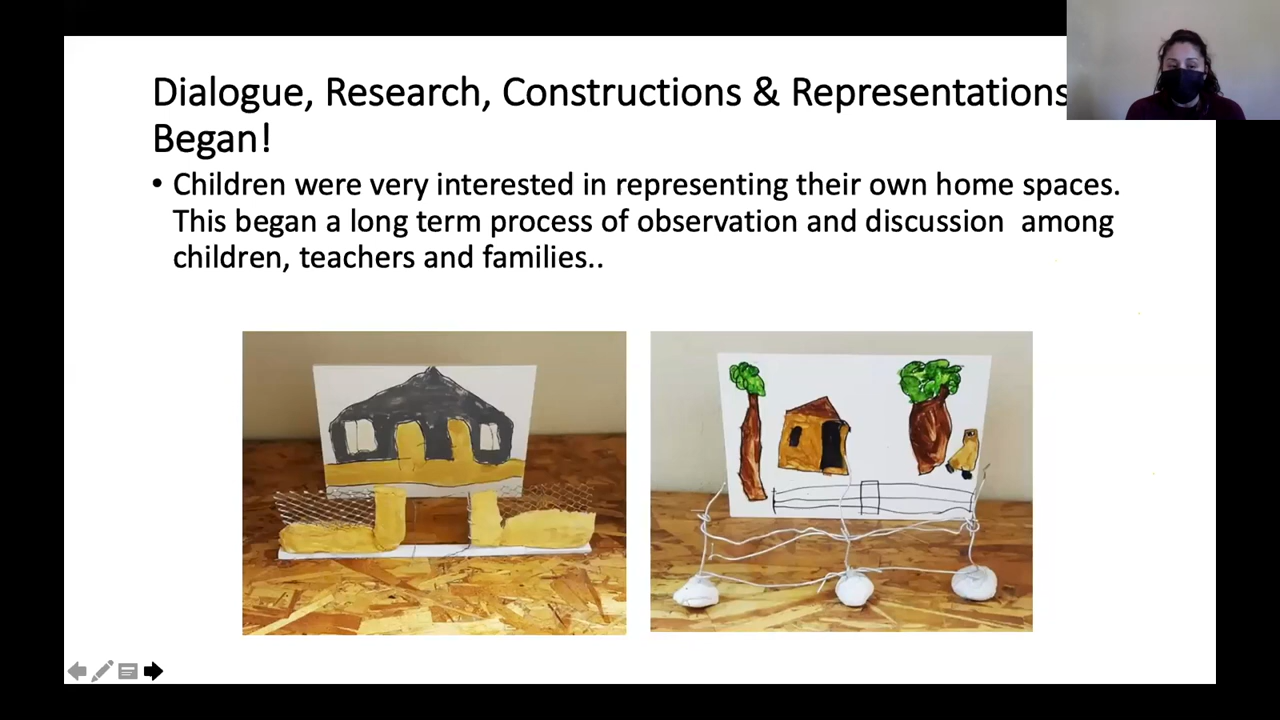 Dialogue, Research, Constructions & Representations
Began!
• Children were very interested in representing their own home spaces.
This began a long term process of observation and discussion  among
children, teachers and families..